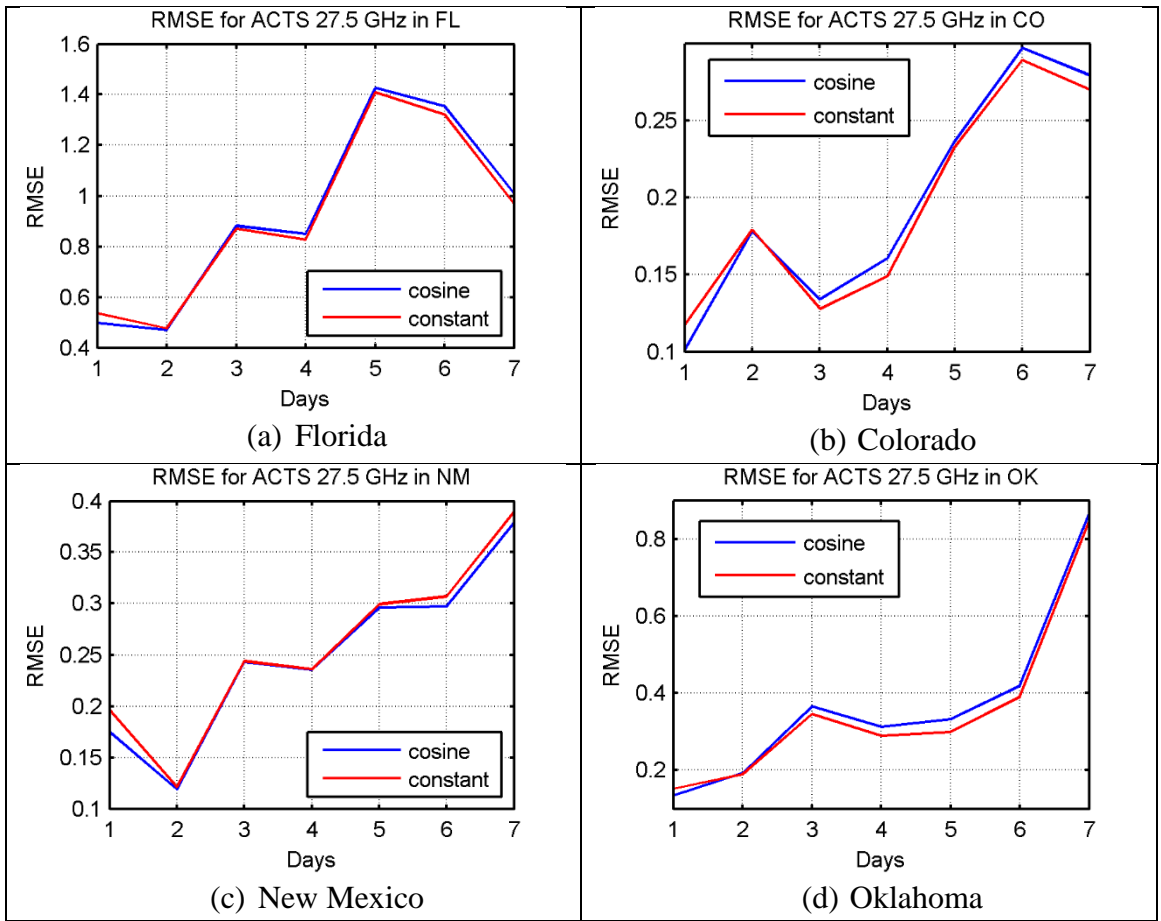 RMSE for ACTS 27.5 GHz in FL
1.6
1.4
1.2
1
0.8
0.6
0.4
RMSE
cosine
constant
1 2 3 4 5 6 7
Days
(a) Florida
RMSE for ACTS 27.5 GHz in CO
0.25
0.2
0.15
0.1
RMSE
cosine
constant
1 2 3 4 5 6 7
Days
(b) Colorado
RMSE for ACTS 27.5 GHz in NM
0.4
0.35
0.3
0.25
0.2
0.15
0.1
RMSE
cosine
constant
1 2 3 4 5 6 7
Days
(c) New Mexico
RMSE for ACTS 27.5 GHz in OK
0.8
0.6
0.4
0.2
RMSE
cosine
constant
1 2 3 4 5 6 7
Days
(d) Oklahoma